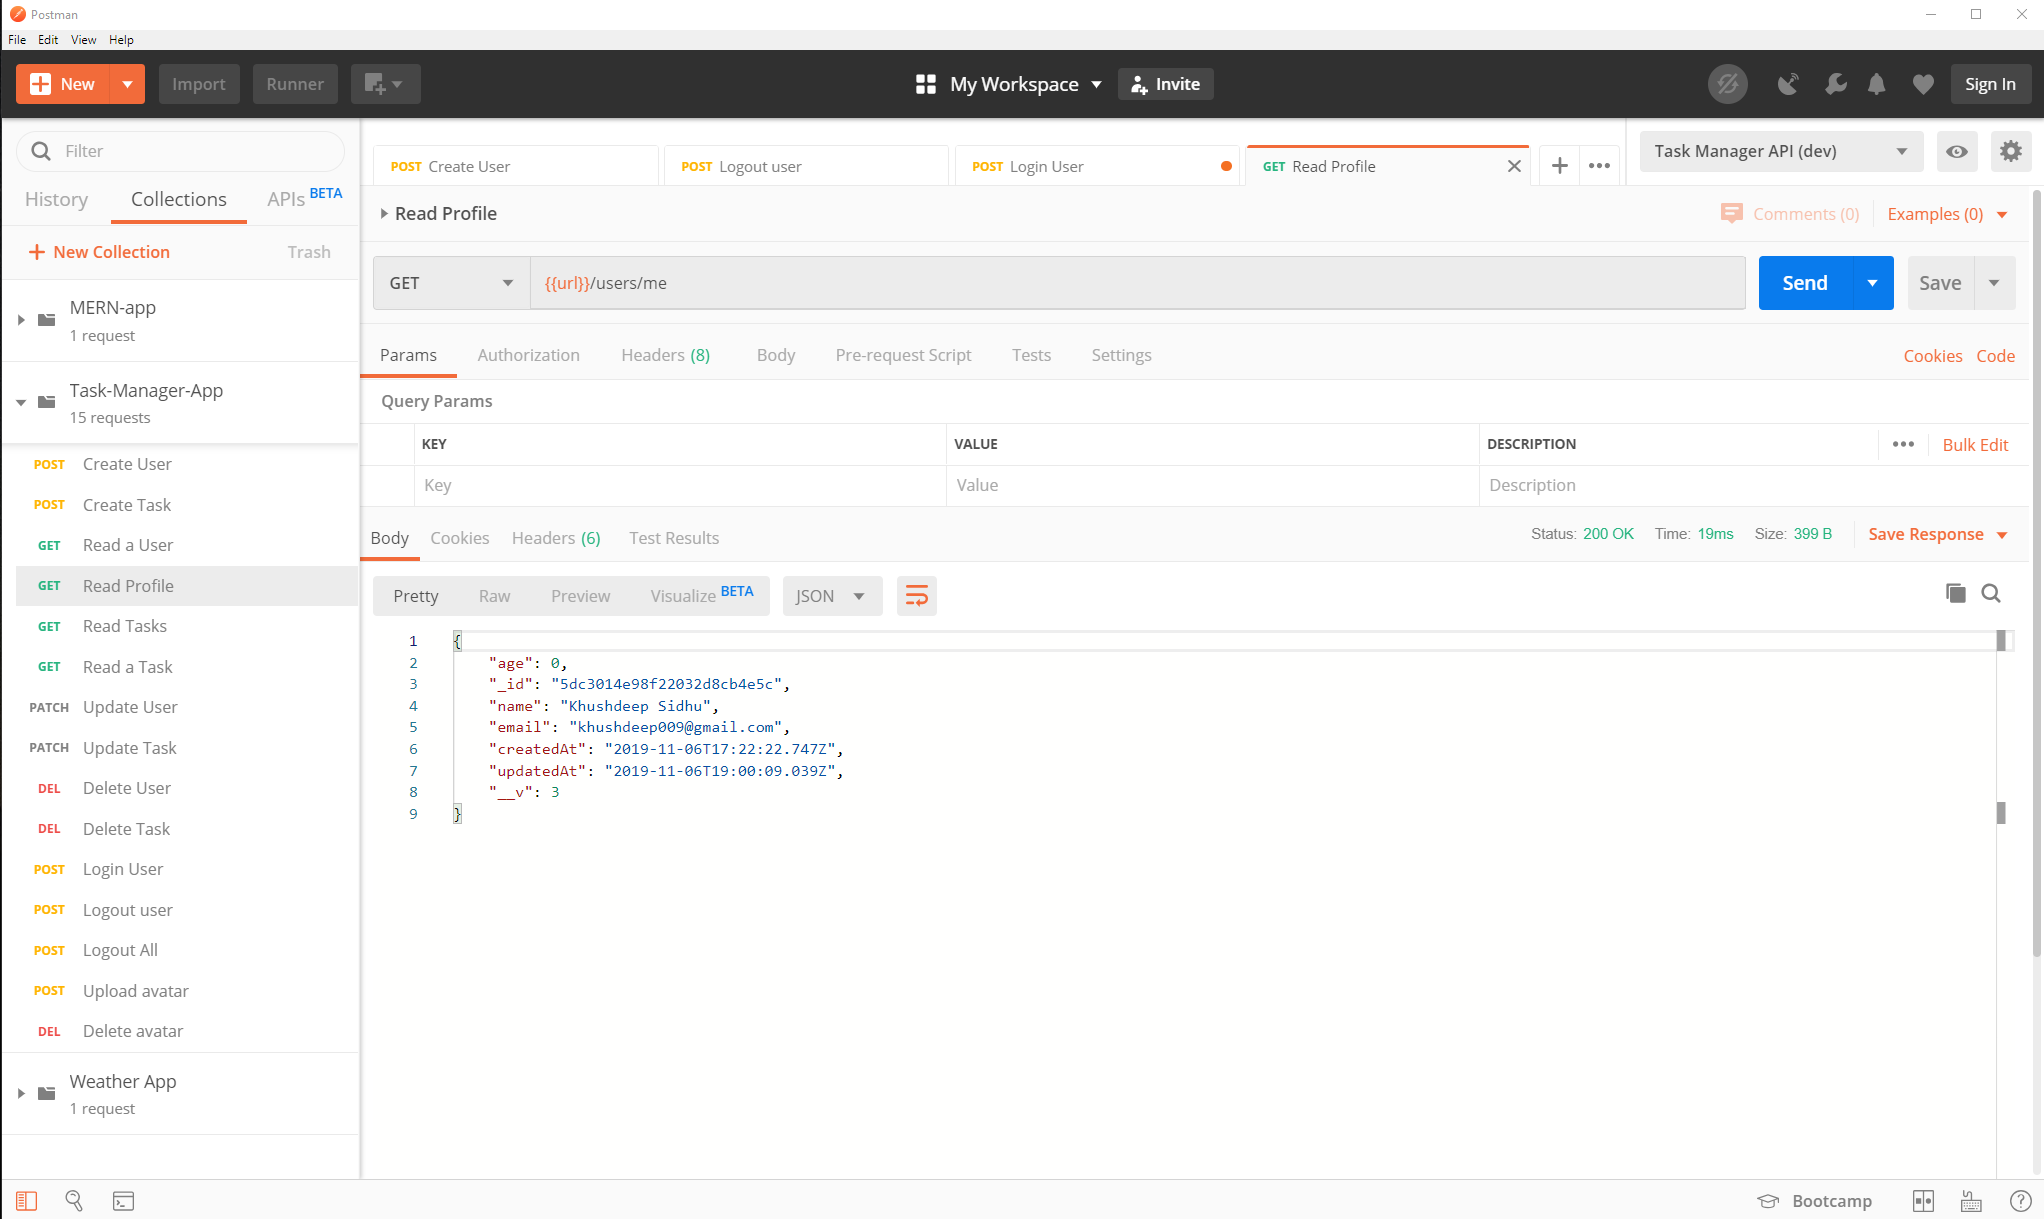 Postman
File Edit View Help
New Import Runner My Workspace Invite Sign In
Filter
History Collections APIs BETA
New Collection Trash
MERN-app
1 request
Task-Manager-App
15 requests
POST Create User
POST Create Task
GET Read a User
GET Read Profile
GET Read Tasks
GET Read a Task
PATCH Update User
PATCH Update Task
DEL Delete User
DEL Delete Task
POST Login User
POST Logout user
POST Logout All
POST Upload avatar
DEL Delete avatar
Weather App
1 request
POST Create User POST Logout user POST Login User GET Read Profile
Task Manager API (dev)
Read Profile Comments (0) Examples (0)
GET {{url}}/users/me Send Save
Params Authorization Headers (8) Body Pre-request Script Tests Settings Cookies Code
Query Params
KEY VALUE DESCRIPTION Bulk Edit
Key Value Description
Body Cookies Headers (6) Test Results Status: 200 OK Time: 19ms Size: 399 B Save Response
Pretty Raw Preview Visualize BETA JSON
1 {
2 "age": 0,
3 "_id": "5dc3014e98f22032d8cb4e5c",
4 "name": "Khushdeep Sidhu",
5 "email": "khushdeep009@gmail.com",
6 "createdAt": "2019-11-06T17:22:22.747Z",
7 "updatedAt": "2019-11-06T19:00:09.039Z",
8 "__v": 3
9 }
Bootcamp